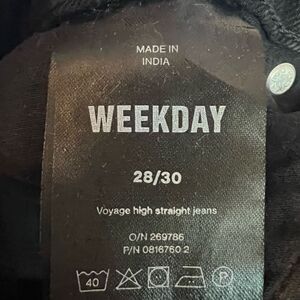 MADE IN
INDIA
WEEKDAY
28/30
Voyage high straight jeans
O/N 269786
P/N 0816760 2
40 P